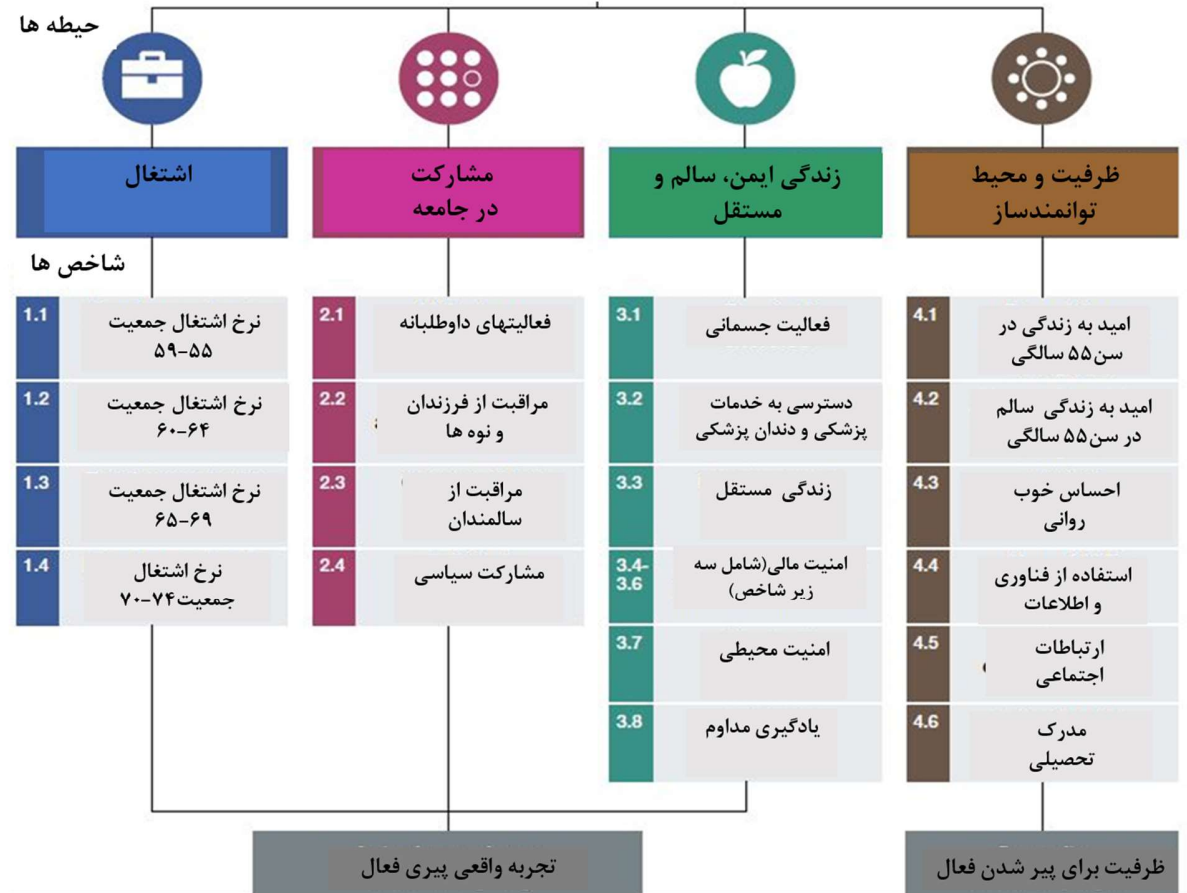 حیطه ها
اشتغال
مشارکت
در جامعه
زندگی ایمن، سالم و
مستقل
ظرفیت و محیط
توانمندساز
شاخص ها
1.1
نرخ اشتغال جمعیت
۵۵-۵۹
1.2
نرخ اشتغال جمعیت
۶۰-۶۴
1.3
نرخ اشتغال جمعیت
۶۵-۶۹
1.4
نرخ اشتغال
جمعیت۷۴-۷۰
2.1
فعالیتهای داوطلبانه
2.2
مراقبت از فرزندان
و نوه ها
2.3
مراقبت از
سالمندان
2.4
مشارکت سیاسی
3.1
فعالیت جسمانی
3.2
دسترسی به خدمات
پزشکی و دندان پزشکی
3.3
زندگی مستقل
3.4-
3.6
امنیت مالی(شامل سه
زیر شاخص)
3.7
امنیت محیطی
3.8
یادگیری مداوم
4.1
امید به زندگی در
سن۵۵ سالگی
4.2
امید به زندگی سالم
در سن۵۵ سالگی
4.3
احساس خوب
روانی
4.4
استفاده از فناوری
و اطلاعات
4.5
ارتباطات
اجتماعی
4.6
مدرک
تحصیلی
تجربه واقعی پیری فعال
ظرفیت برای پیر شدن فعال